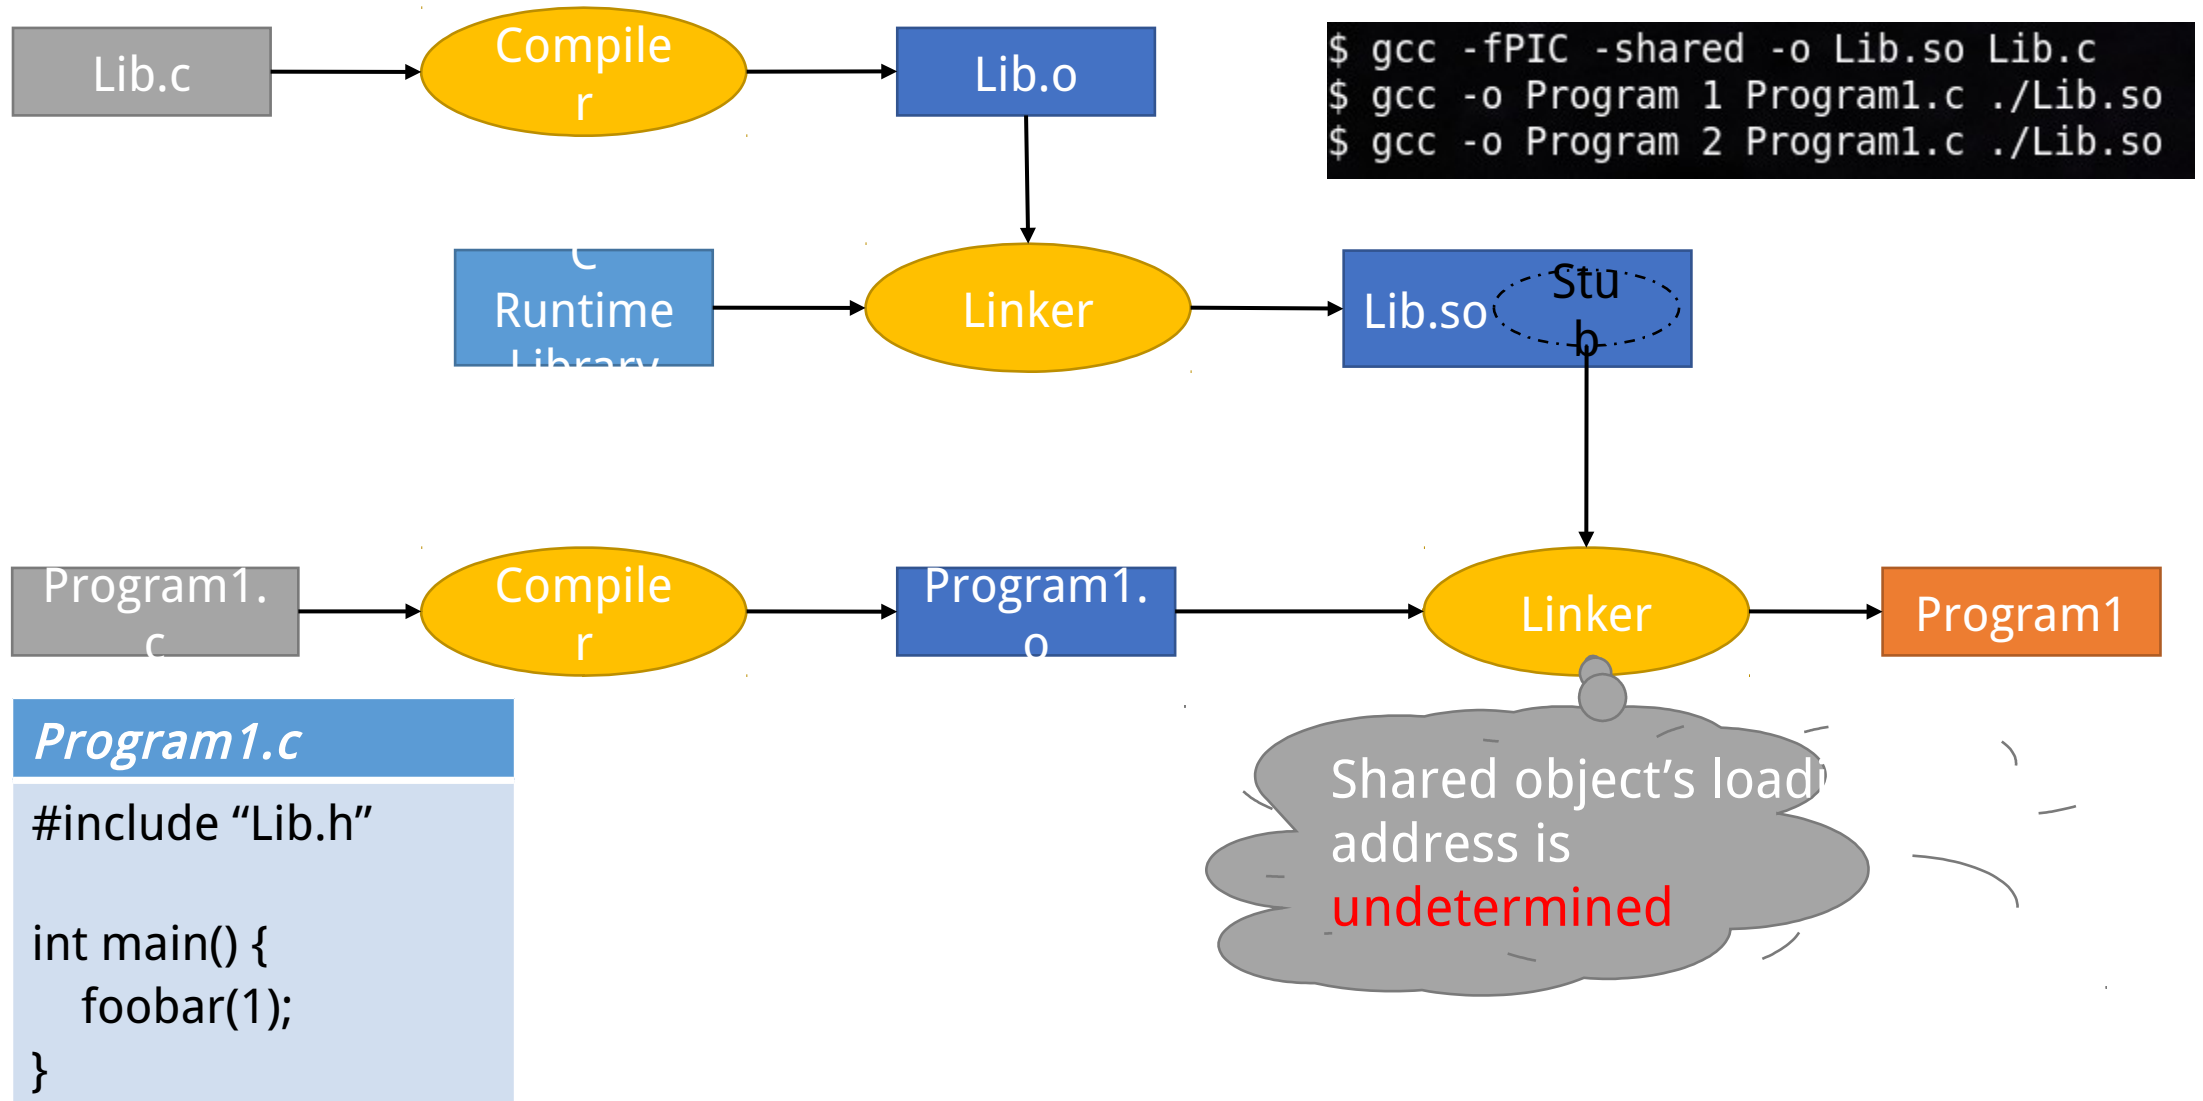 Lib.c
Compile
r
Lib.o
$ gcc -fPIC -shared -o Lib.so Lib.c
$ gcc -o Program 1 Program1.c ./Lib.so
$ gcc -o Program 2 Program1.c ./Lib.so
C
Runtime
Library
Linker
Lib.so
Stu
b
Program1.
c
Compile
r
Program1.
o
Linker
Program1
Program1.c
#include “Lib.h”
int main() {
foobar(1);
}
Shared object’s loadi
address is
undetermined